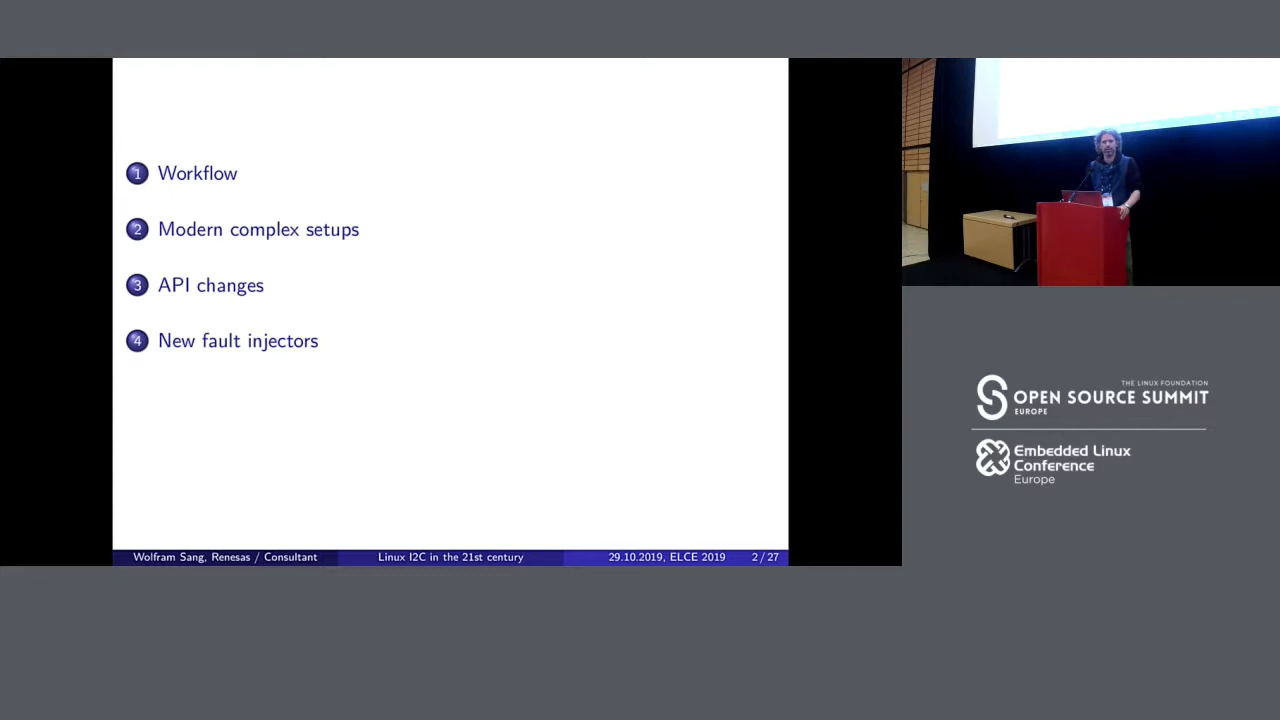 1 Workflow
2 Modern complex setups
3 API changes
4 New fault injectors
Wolfram Sang, Renesas / Consultant Linux I2C in the 21st century 29.10.2019, ELCE 2019 2 / 27
THE LINUX FOUNDATION
OPEN SOURCE SUMMIT
EUROPE
Embedded Linux
Conference
Europe